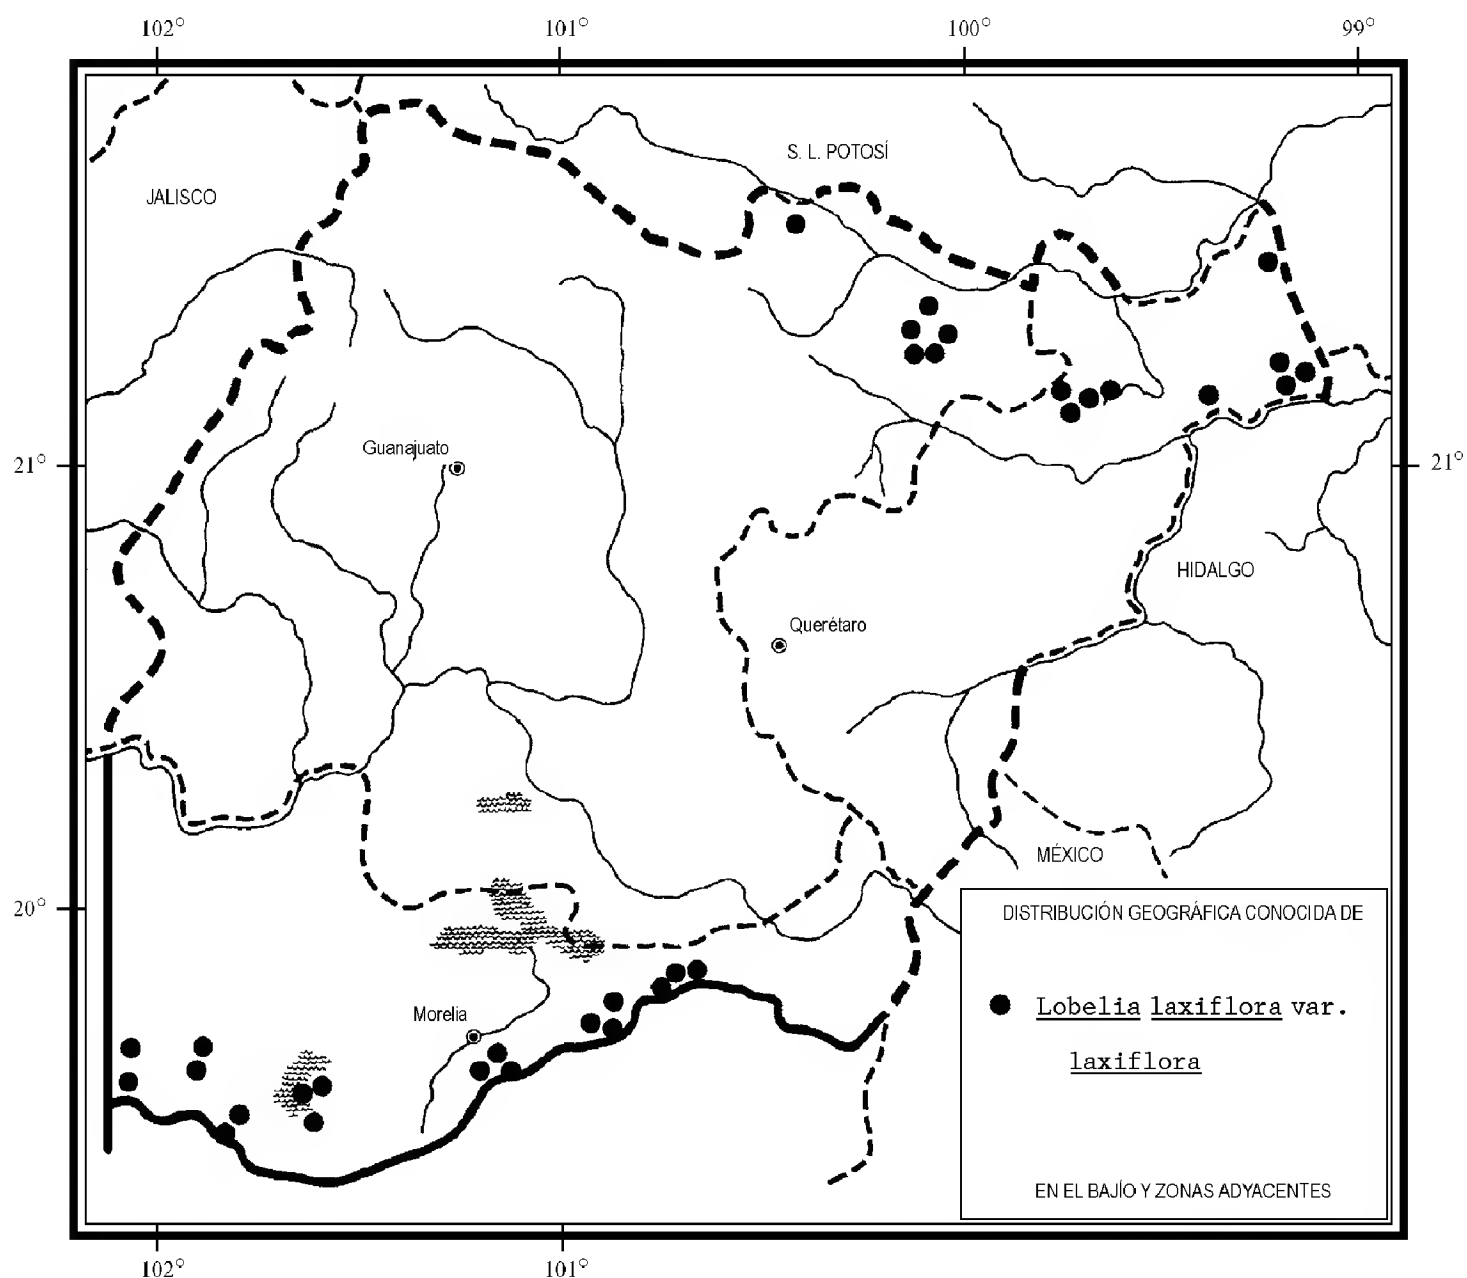 102° 101° 100° 99°
S. L. POTOSÍ
JALISCO
Guanajuato
21° 21°
HIDALGO
Querétaro
MÉXICO
20°
DISTRIBUCIÓN GEOGRÁFICA CONOCIDA DE
Lobelia laxiflora var.
laxiflora
Morelia
EN EL BAJÍO Y ZONAS ADYACENTES
102° 101°